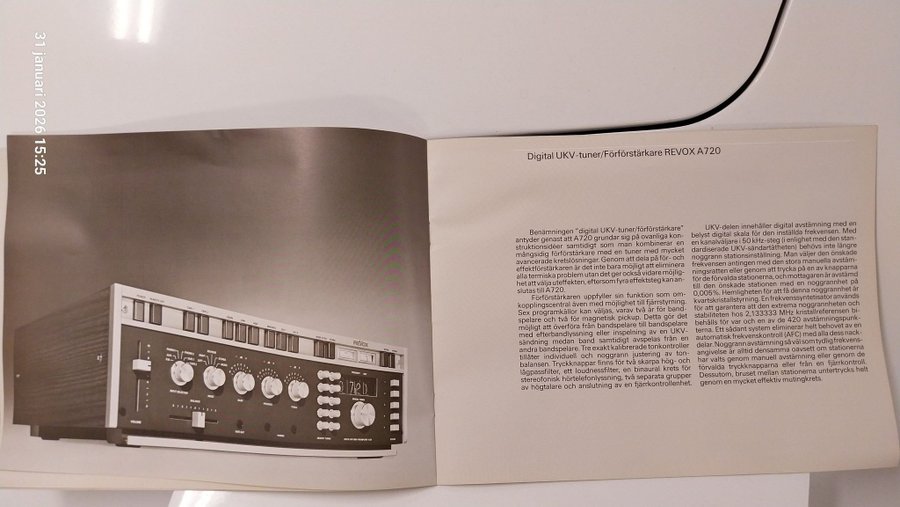 31 januari 2026 15:25
REVOX
Digital UKV-tuner/Förförstärkare REVOX A720
Benämningen "digital UKV-tuner/förförstärkare"
antyder genast att A720 grundar sig på ovanliga kon-
struktionsidéer samtidigt som man kombinerar en
mångsidig förförstärkare med en tuner med mycket
avancerade kretslösningar. Genom att dela på för- och
effektförstärkaren är det inte bara möjligt att eliminera
alla termiska problem utan det ger också vidare möjlig-
het att välja uteffekten, eftersom fyra effektsteg kan an-
slutas till A720.
Förförstärkaren uppfyller sin funktion som om-
kopplingscentral även med möjlighet till fjärrstyrning.
Sex programkällor kan väljas, varav två är för band-
spelare och två för magnetisk pickup. Detta gör det
möjligt att överföra från bandspelare till bandspelare
med efterbandlyssning eller inspelning av en UKV-
sändning medan band samtidigt avspelas från en
andra bandspelare. Tre exakt kalibrerade tonkontroller
tillåter individuell och noggrann justering av ton-
balansen. Tryckknappar finns för två skarpa hög- och
lågpassfilter, ett loudnessfilter, en binaural krets för
stereofonisk hörtelefonlyssning, två separata grupper
av högtalare och anslutning av en fjärrkontrollenhet.
UKV-delen innehåller digital avstämning med en
belyst digital skala för den inställda frekvensen. Med
en kanalväljare i 50 kHz-steg (i enlighet med den stan-
dardiserade UKV-sändartätheten) behövs inte längre
noggrann stationsinställning. Man väljer den önskade
frekvensen antingen med den stora manuella avstäm-
ningsratten eller genom att trycka på en av knapparna
för de förvalda stationerna, och mottagaren är avstämd
till den önskade stationen med en noggrannhet på
0,005%. Hemligheten för att få denna noggrannhet är
kvartskristallstyrning. En frekvenssyntetisator används
för att garantera att den extrema noggrannheten och
stabiliteten hos 2,133333 MHz kristallreferensen bi-
behålls för var och en av de 420 avstämningspunk-
terna. Ett sådant system eliminerar helt behovet av en
automatisk frekvenskontroll (AFC) med alla dess nack-
delar. Noggrann avstämning så väl som tydlig frekvens-
angivelse är alltid densamma oavsett om stationerna
har valts genom manuell avstämning eller genom de
förvalda tryckknapparna eller från en fjärrkontroll.
Dessutom, bruset mellan stationerna undertrycks helt
genom en mycket effektiv mutingkrets.